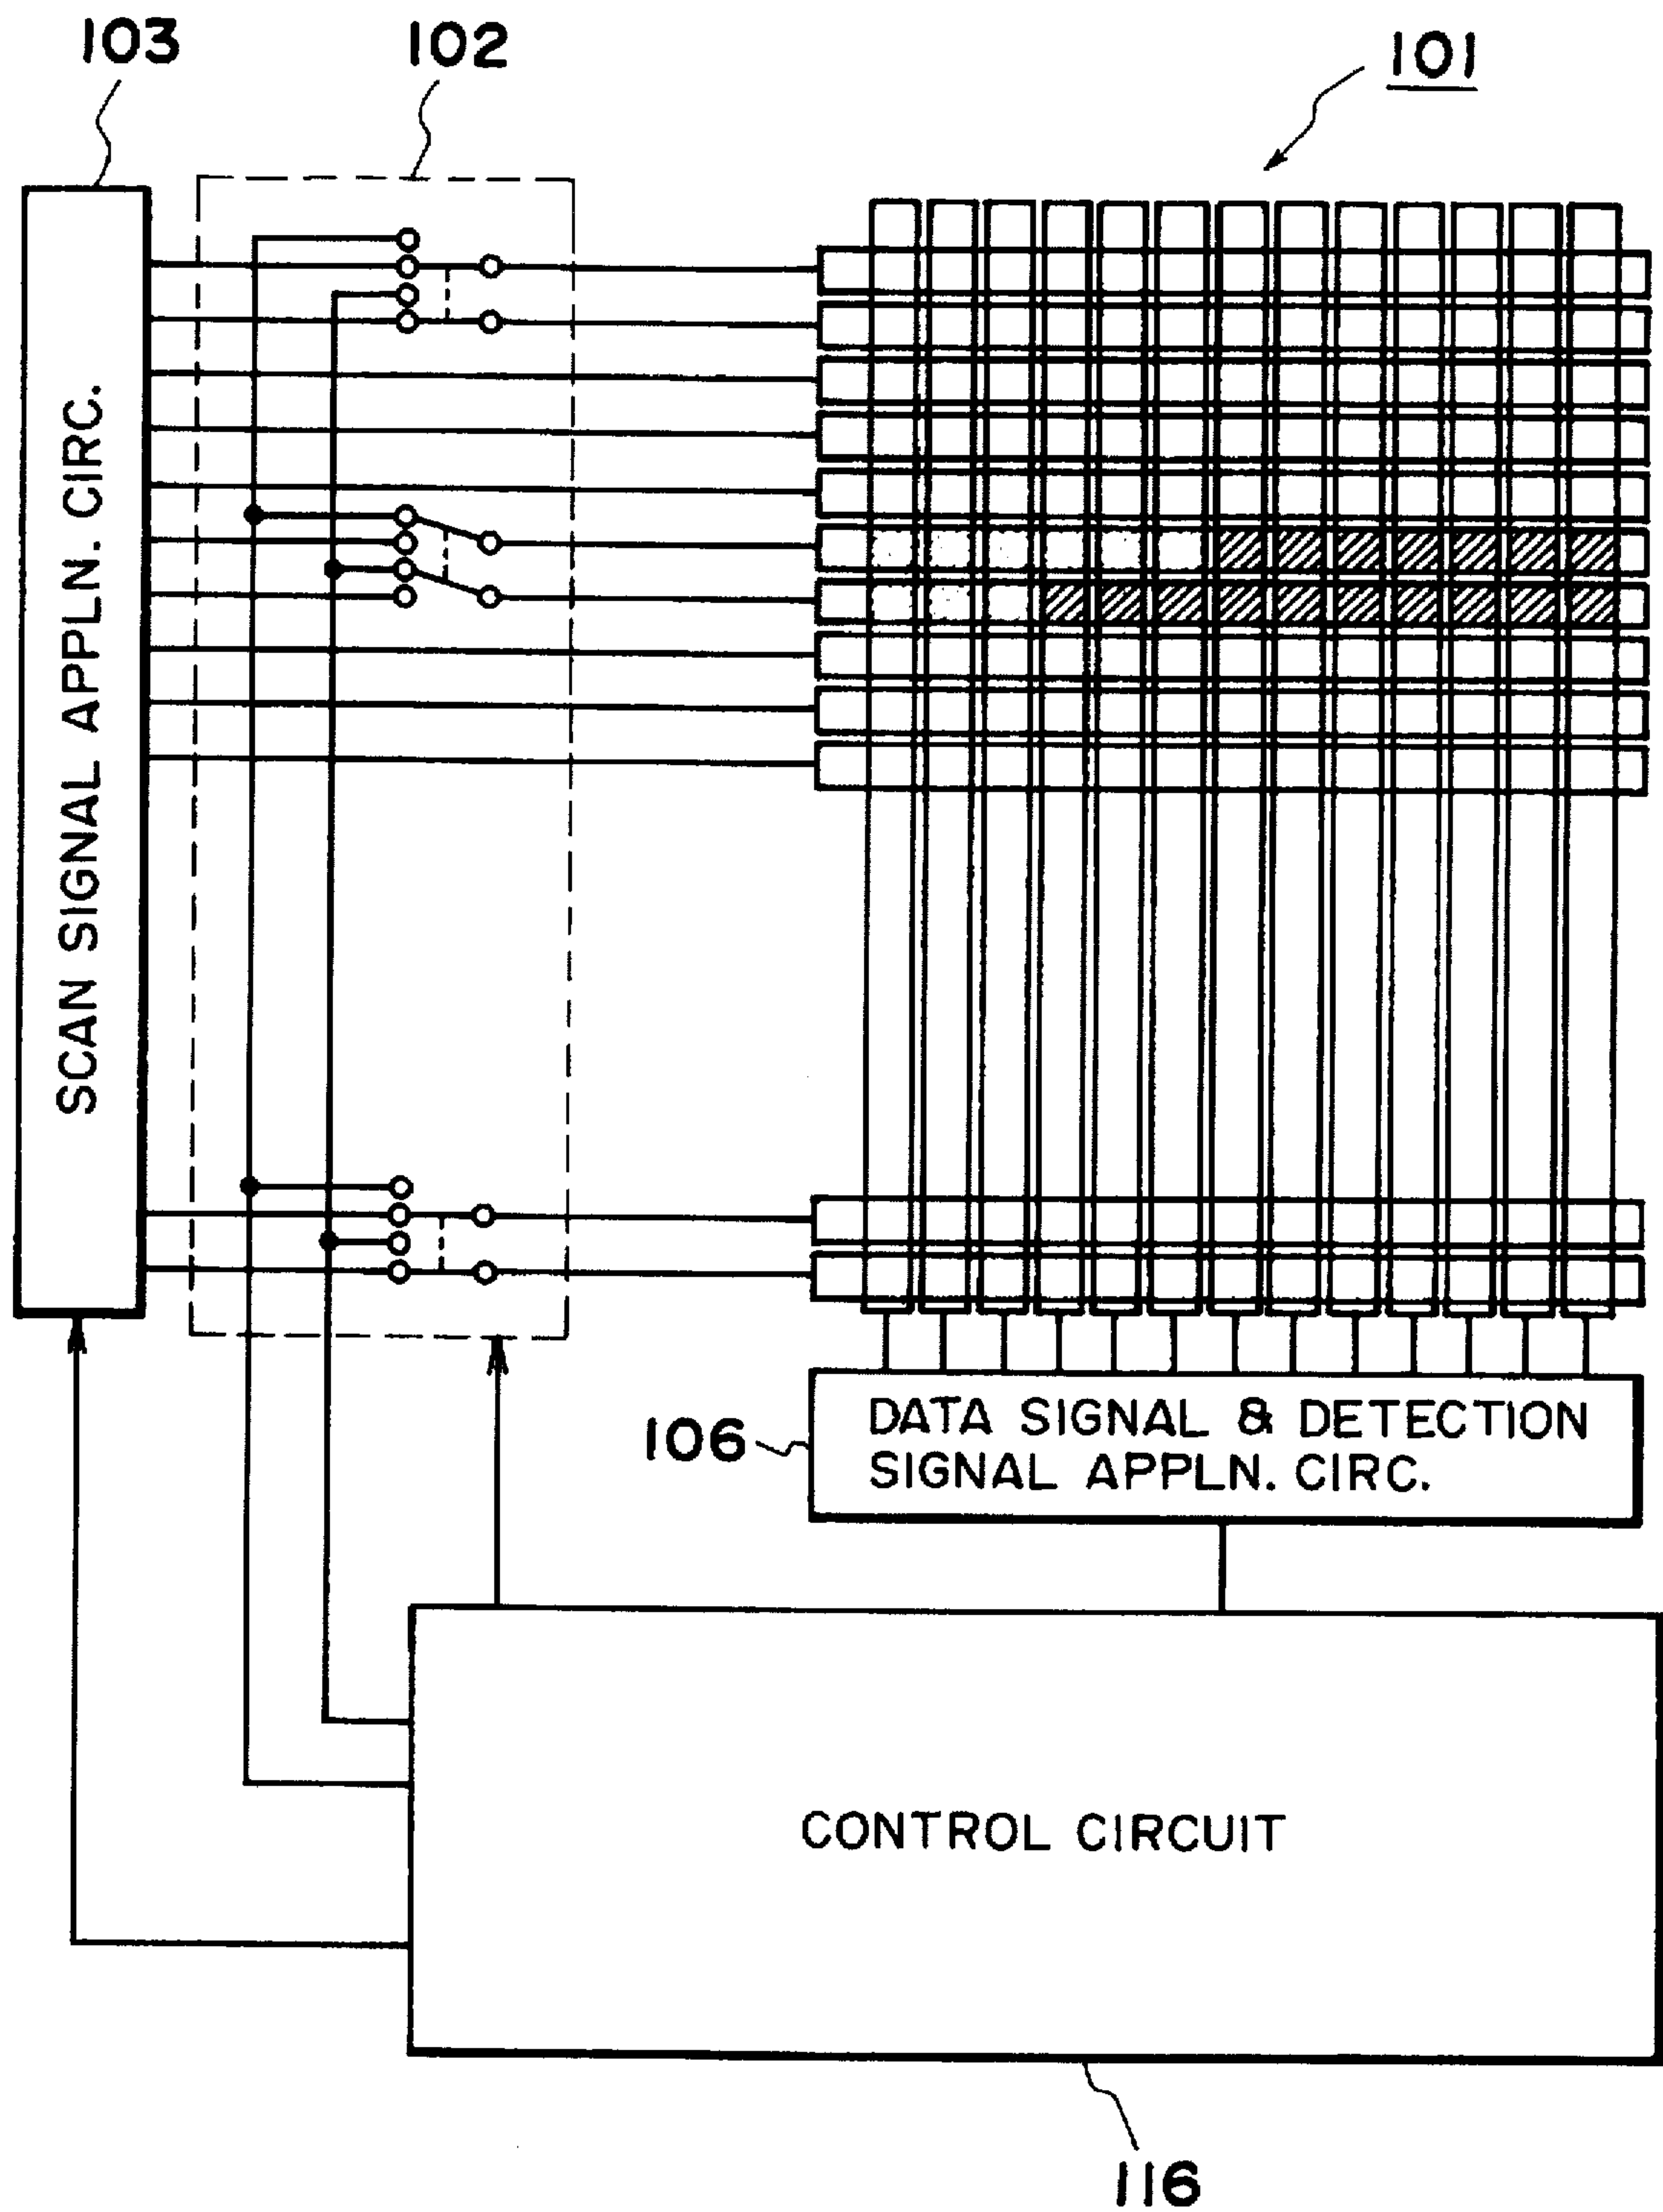 103
102
101
SCAN SIGNAL APPLN. CIRC.
106
DATA SIGNAL & DETECTION
SIGNAL APPLN. CIRC.
CONTROL CIRCUIT
116